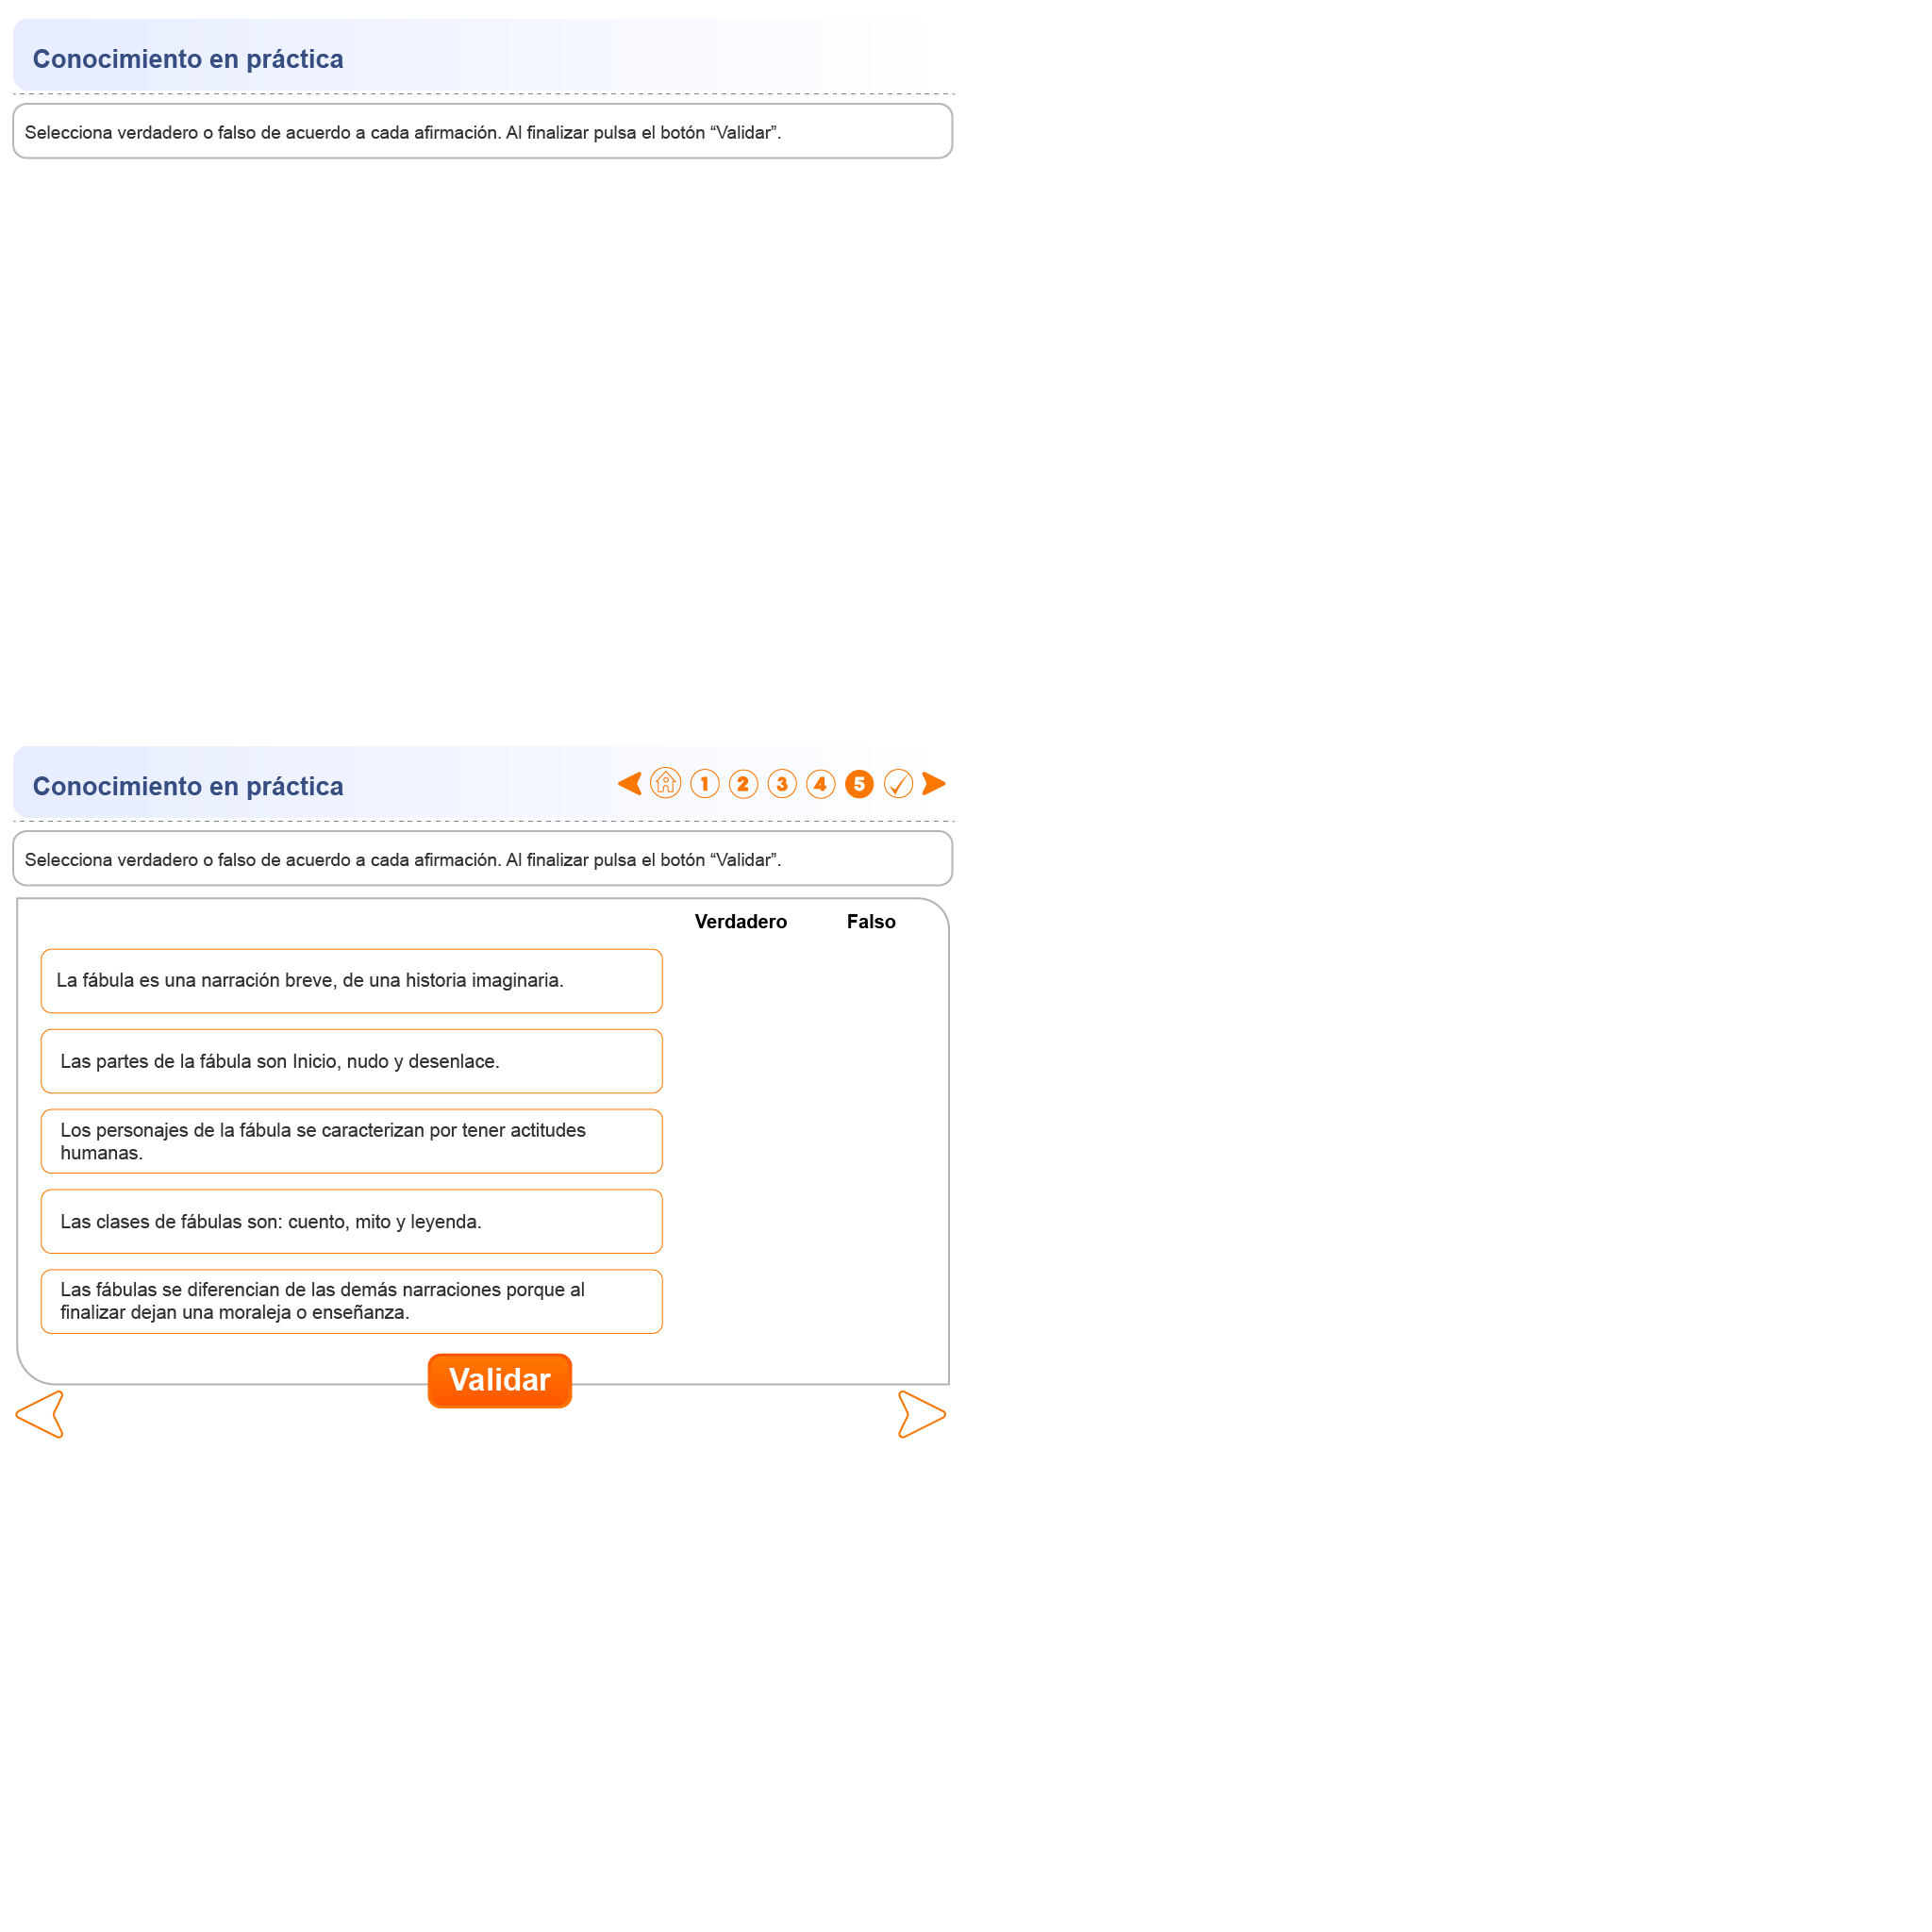 Conocimiento en práctica
Selecciona verdadero o falso de acuerdo a cada afirmación. Al finalizar pulsa el botón “Validar”.
Conocimiento en práctica
1 2 3 4 5
Selecciona verdadero o falso de acuerdo a cada afirmación. Al finalizar pulsa el botón “Validar”.
Verdadero Falso
La fábula es una narración breve, de una historia imaginaria.
Las partes de la fábula son Inicio, nudo y desenlace.
Los personajes de la fábula se caracterizan por tener actitudes
humanas.
Las clases de fábulas son: cuento, mito y leyenda.
Las fábulas se diferencian de las demás narraciones porque al
finalizar dejan una moraleja o enseñanza.
Validar